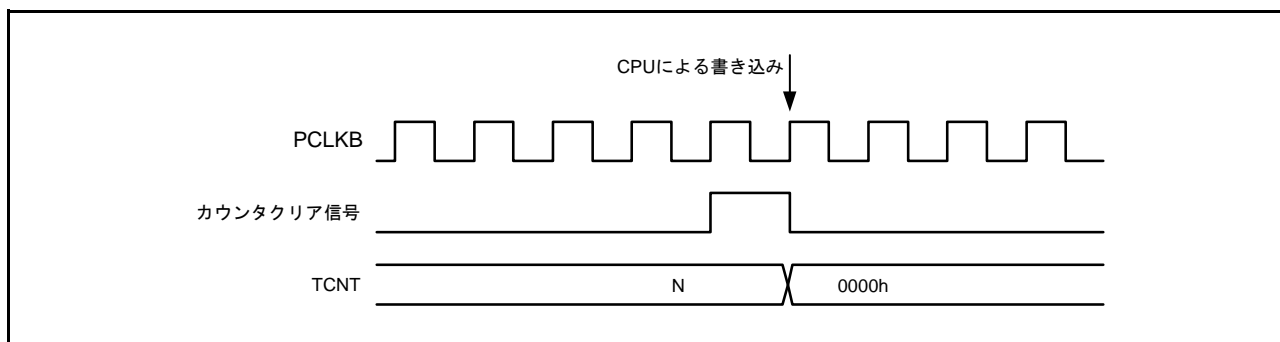 CPUによる書き込み
PCLKB
カウンタクリア信号
TCNT
N
0000h